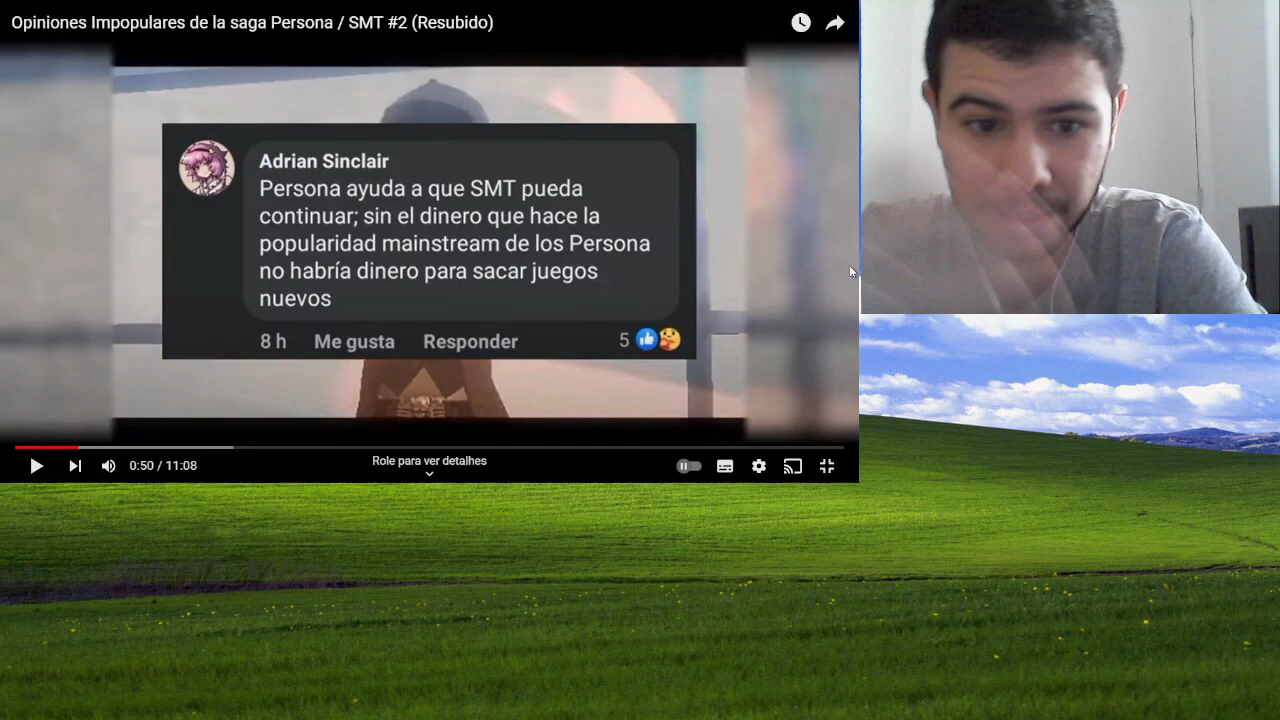 Opiniones Impopulares de la saga Persona / SMT #2 (Resubido)
Adrian Sinclair
Persona ayuda a que SMT pueda
continuar; sin el dinero que hace la
popularidad mainstream de los Persona
no habría dinero para sacar juegos
nuevos
8 h Me gusta Responder 5
0:50 / 11:08
Role para ver detalhes